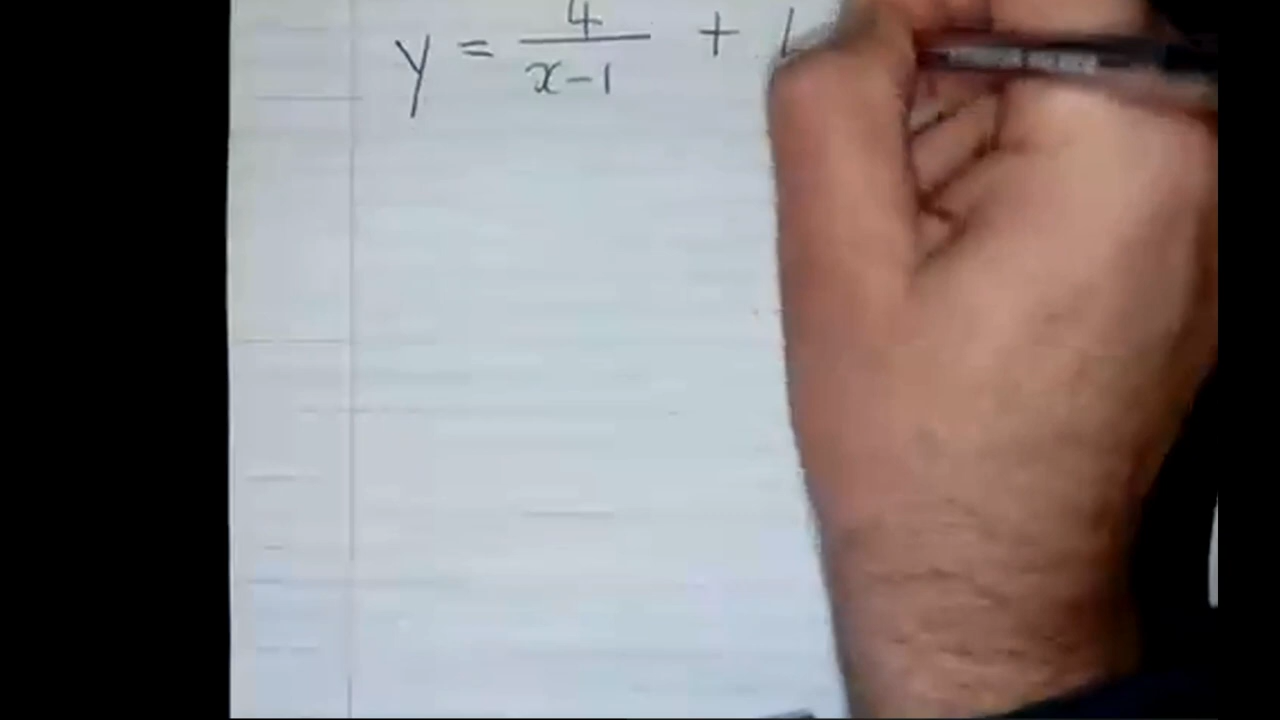 y = 4/(x-1) +